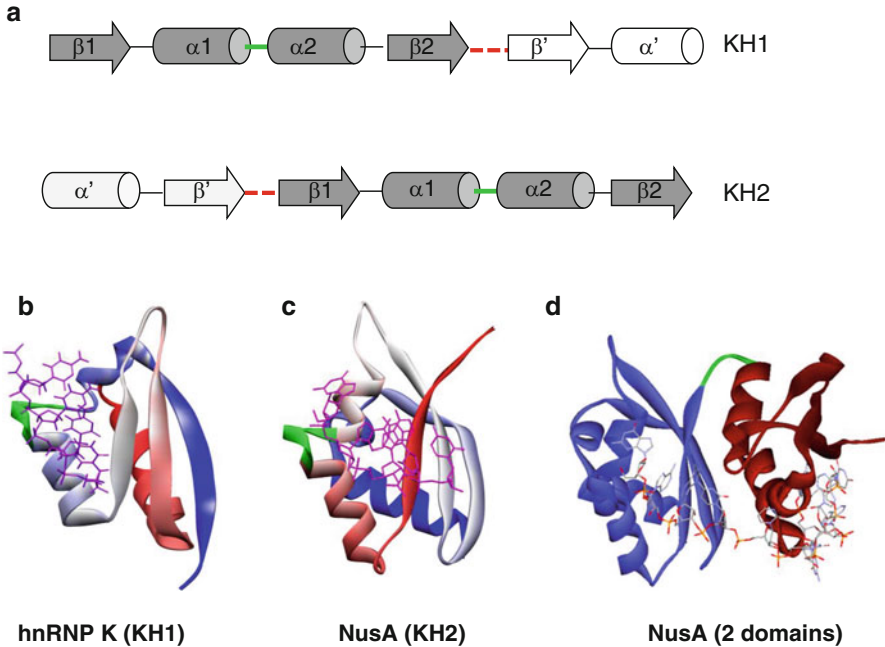 a
β1 α1 α2 β2 β' α' KH1
α' β' β1 α1 α2 β2 KH2
b c d
hnRNP K (KH1) NusA (KH2) NusA (2 domains)